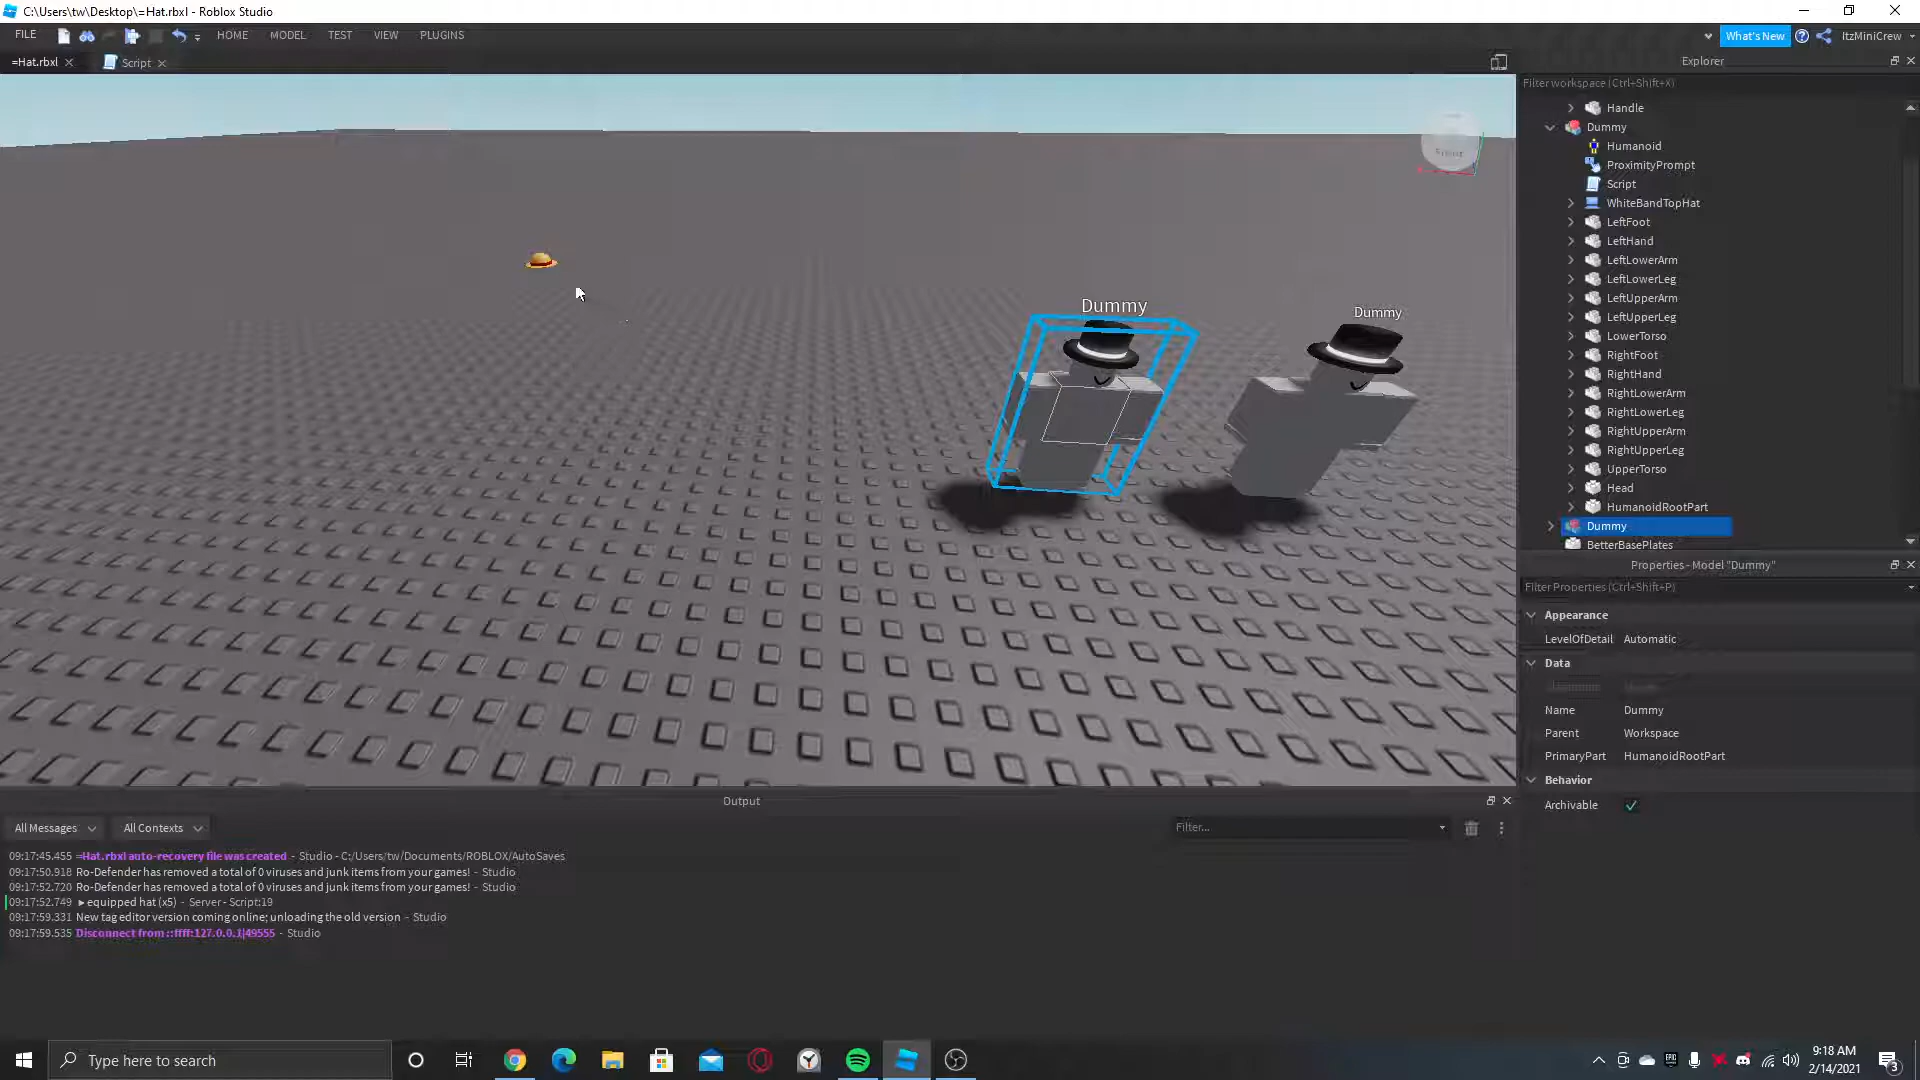 C:\Users\tw\Desktop\=Hat.rbxl - Roblox Studio
FILE HOME MODEL TEST VIEW PLUGINS What's New ItzMiniCrew
=Hat.rbxl Script
Explorer
Filter workspace (Ctrl+Shift+X)
Handle
Dummy
Humanoid
ProximityPrompt
Script
WhiteBandTopHat
LeftFoot
LeftHand
LeftLowerArm
LeftLowerLeg
LeftUpperArm
LeftUpperLeg
LowerTorso
RightFoot
RightHand
RightLowerArm
RightLowerLeg
RightUpperArm
RightUpperLeg
UpperTorso
Head
HumanoidRootPart
Dummy
BetterBasePlates
Dummy
Dummy
Properties - Model "Dummy"
Filter Properties (Ctrl+Shift+P)
Appearance
LevelOfDetail Automatic
Data
Name Dummy
Parent Workspace
PrimaryPart HumanoidRootPart
Behavior
Archivable
Output
All Messages All Contexts Filter...
09:17:45.455 =Hat.rbxl auto-recovery file was created - Studio - C:/Users/tw/Documents/ROBLOX/AutoSaves
09:17:50.918 Ro-Defender has removed a total of 0 viruses and junk items from your games! - Studio
09:17:52.720 Ro-Defender has removed a total of 0 viruses and junk items from your games! - Studio
09:17:52.749 ►equipped hat (x5) - Server - Script:19
09:17:59.331 New tag editor version coming online; unloading the old version - Studio
09:17:59.535 Disconnect from ::ffff:127.0.0.1|49555 - Studio
Type here to search
9:18 AM
2/14/2021
3